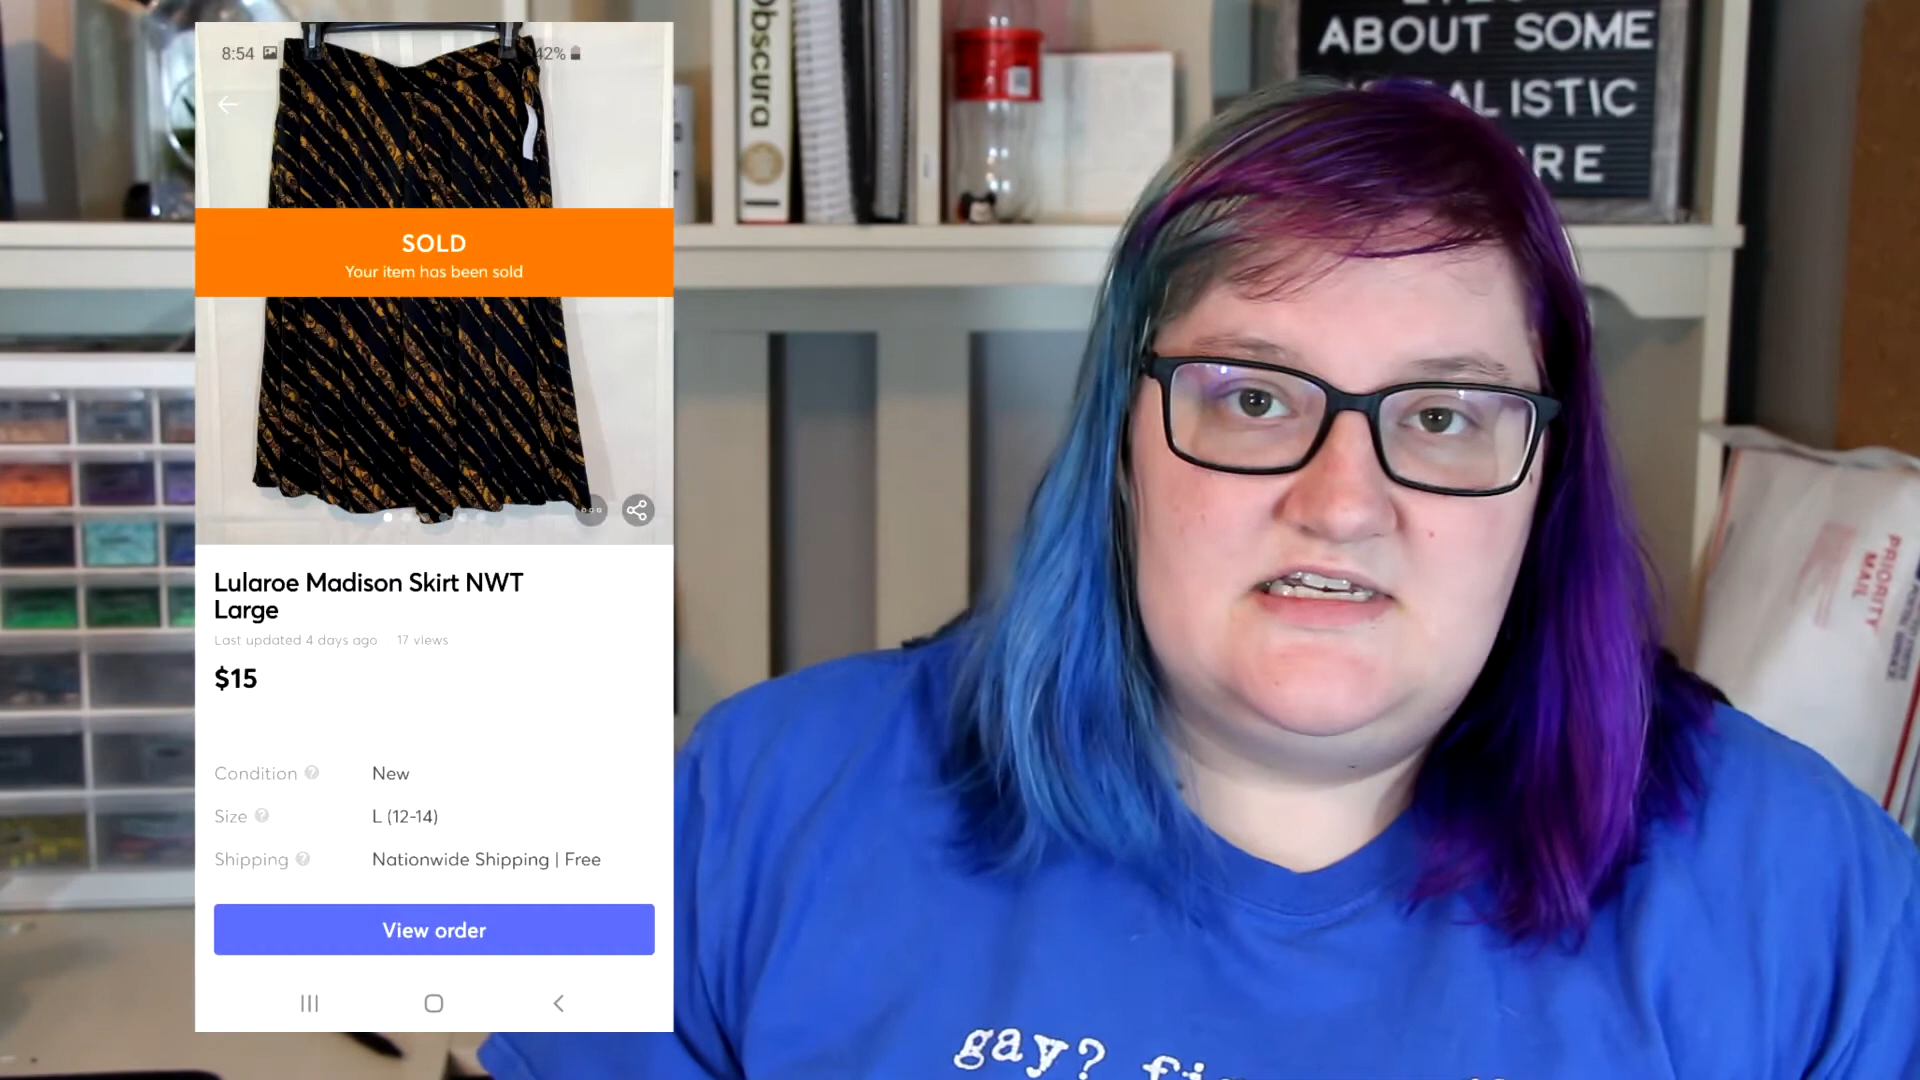 8:54
42%
SOLD
Your item has been sold
Lularoe Madison Skirt NWT
Large
Last updated 4 days ago
17 views
$15
Condition
New
Size
L (12-14)
Shipping
Nationwide Shipping | Free
View order
Obscura
ABOUT SOME
PRIORITY
MAIL
gay?